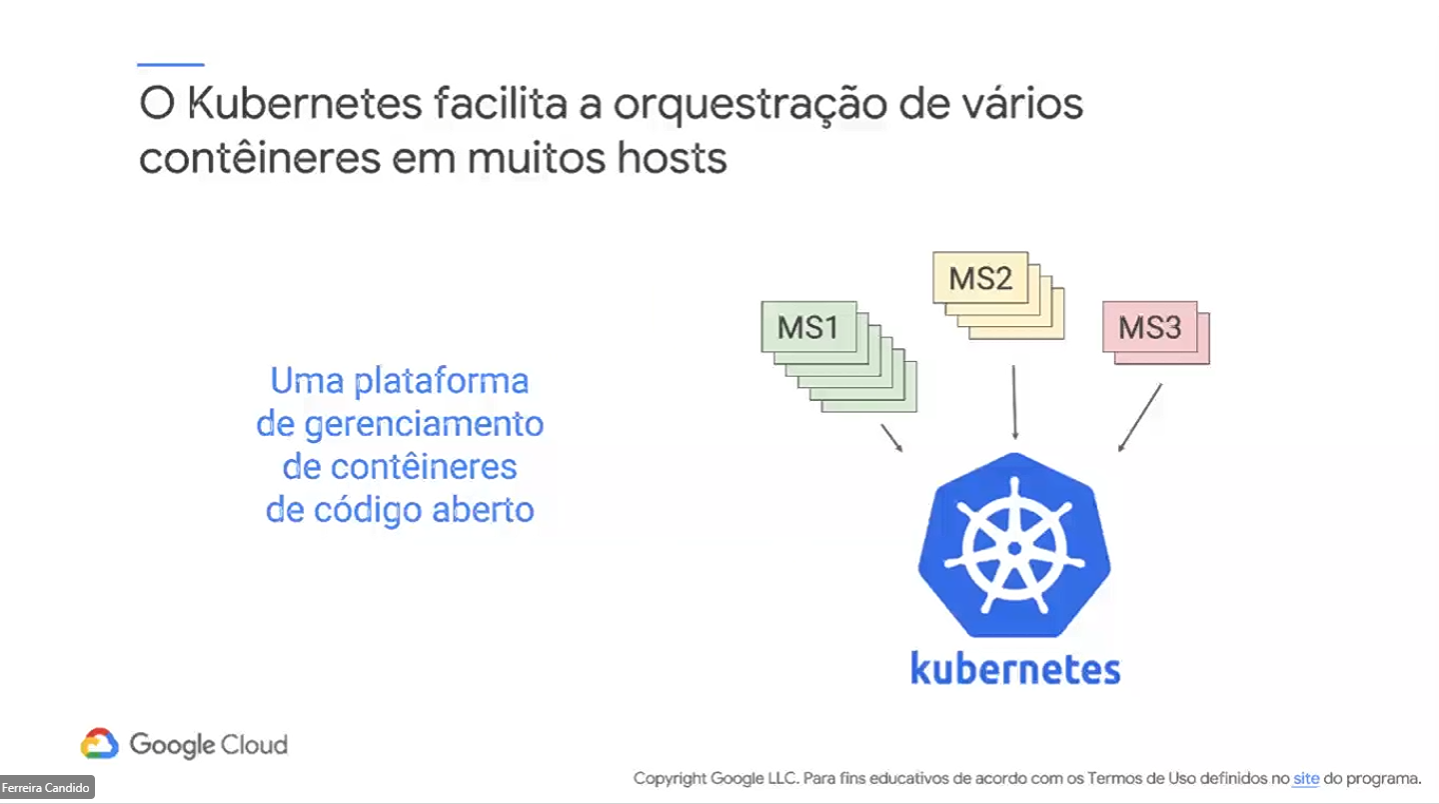 O Kubernetes facilita a orquestração de vários
contêineres em muitos hosts
MS2
MS1
MS3
Uma plataforma
de gerenciamento
de contêineres
de código aberto
kubernetes
Google Cloud
Copyright Google LLC. Para fins educativos de acordo com os Termos de Uso definidos no site do programa.
Ferreira Candido